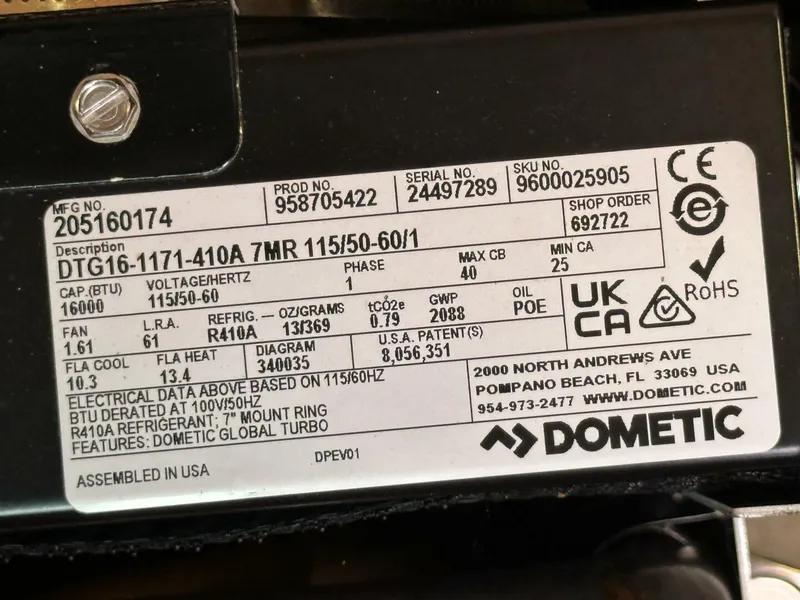 MFG NO. PROD NO. SERIAL NO. SKU NO.
205160174 958705422 24497289 9600025905
Description SHOP ORDER
DTG16-1171-410A 7MR 115/50-60/1 692722
CAP.(BTU) VOLTAGE/HERTZ PHASE MAX CB MIN CA
16000 115/50-60 1 40 25
FAN L.R.A. REFRIG. — OZ/GRAMS tCO2e GWP OIL
1.61 61 R410A 13/369 0.79 2088 POE
FLA COOL FLA HEAT DIAGRAM U.S.A. PATENT(S)
10.3 13.4 340035 8,056,351
ELECTRICAL DATA ABOVE BASED ON 115/60HZ
BTU DERATED AT 100V/50HZ
R410A REFRIGERANT; 7" MOUNT RING
FEATURES: DOMETIC GLOBAL TURBO
2000 NORTH ANDREWS AVE
POMPANO BEACH, FL 33069 USA
954-973-2477 WWW.DOMETIC.COM
DOMETIC
ASSEMBLED IN USA DPEV01
CE
e
RoHS
UK
CA